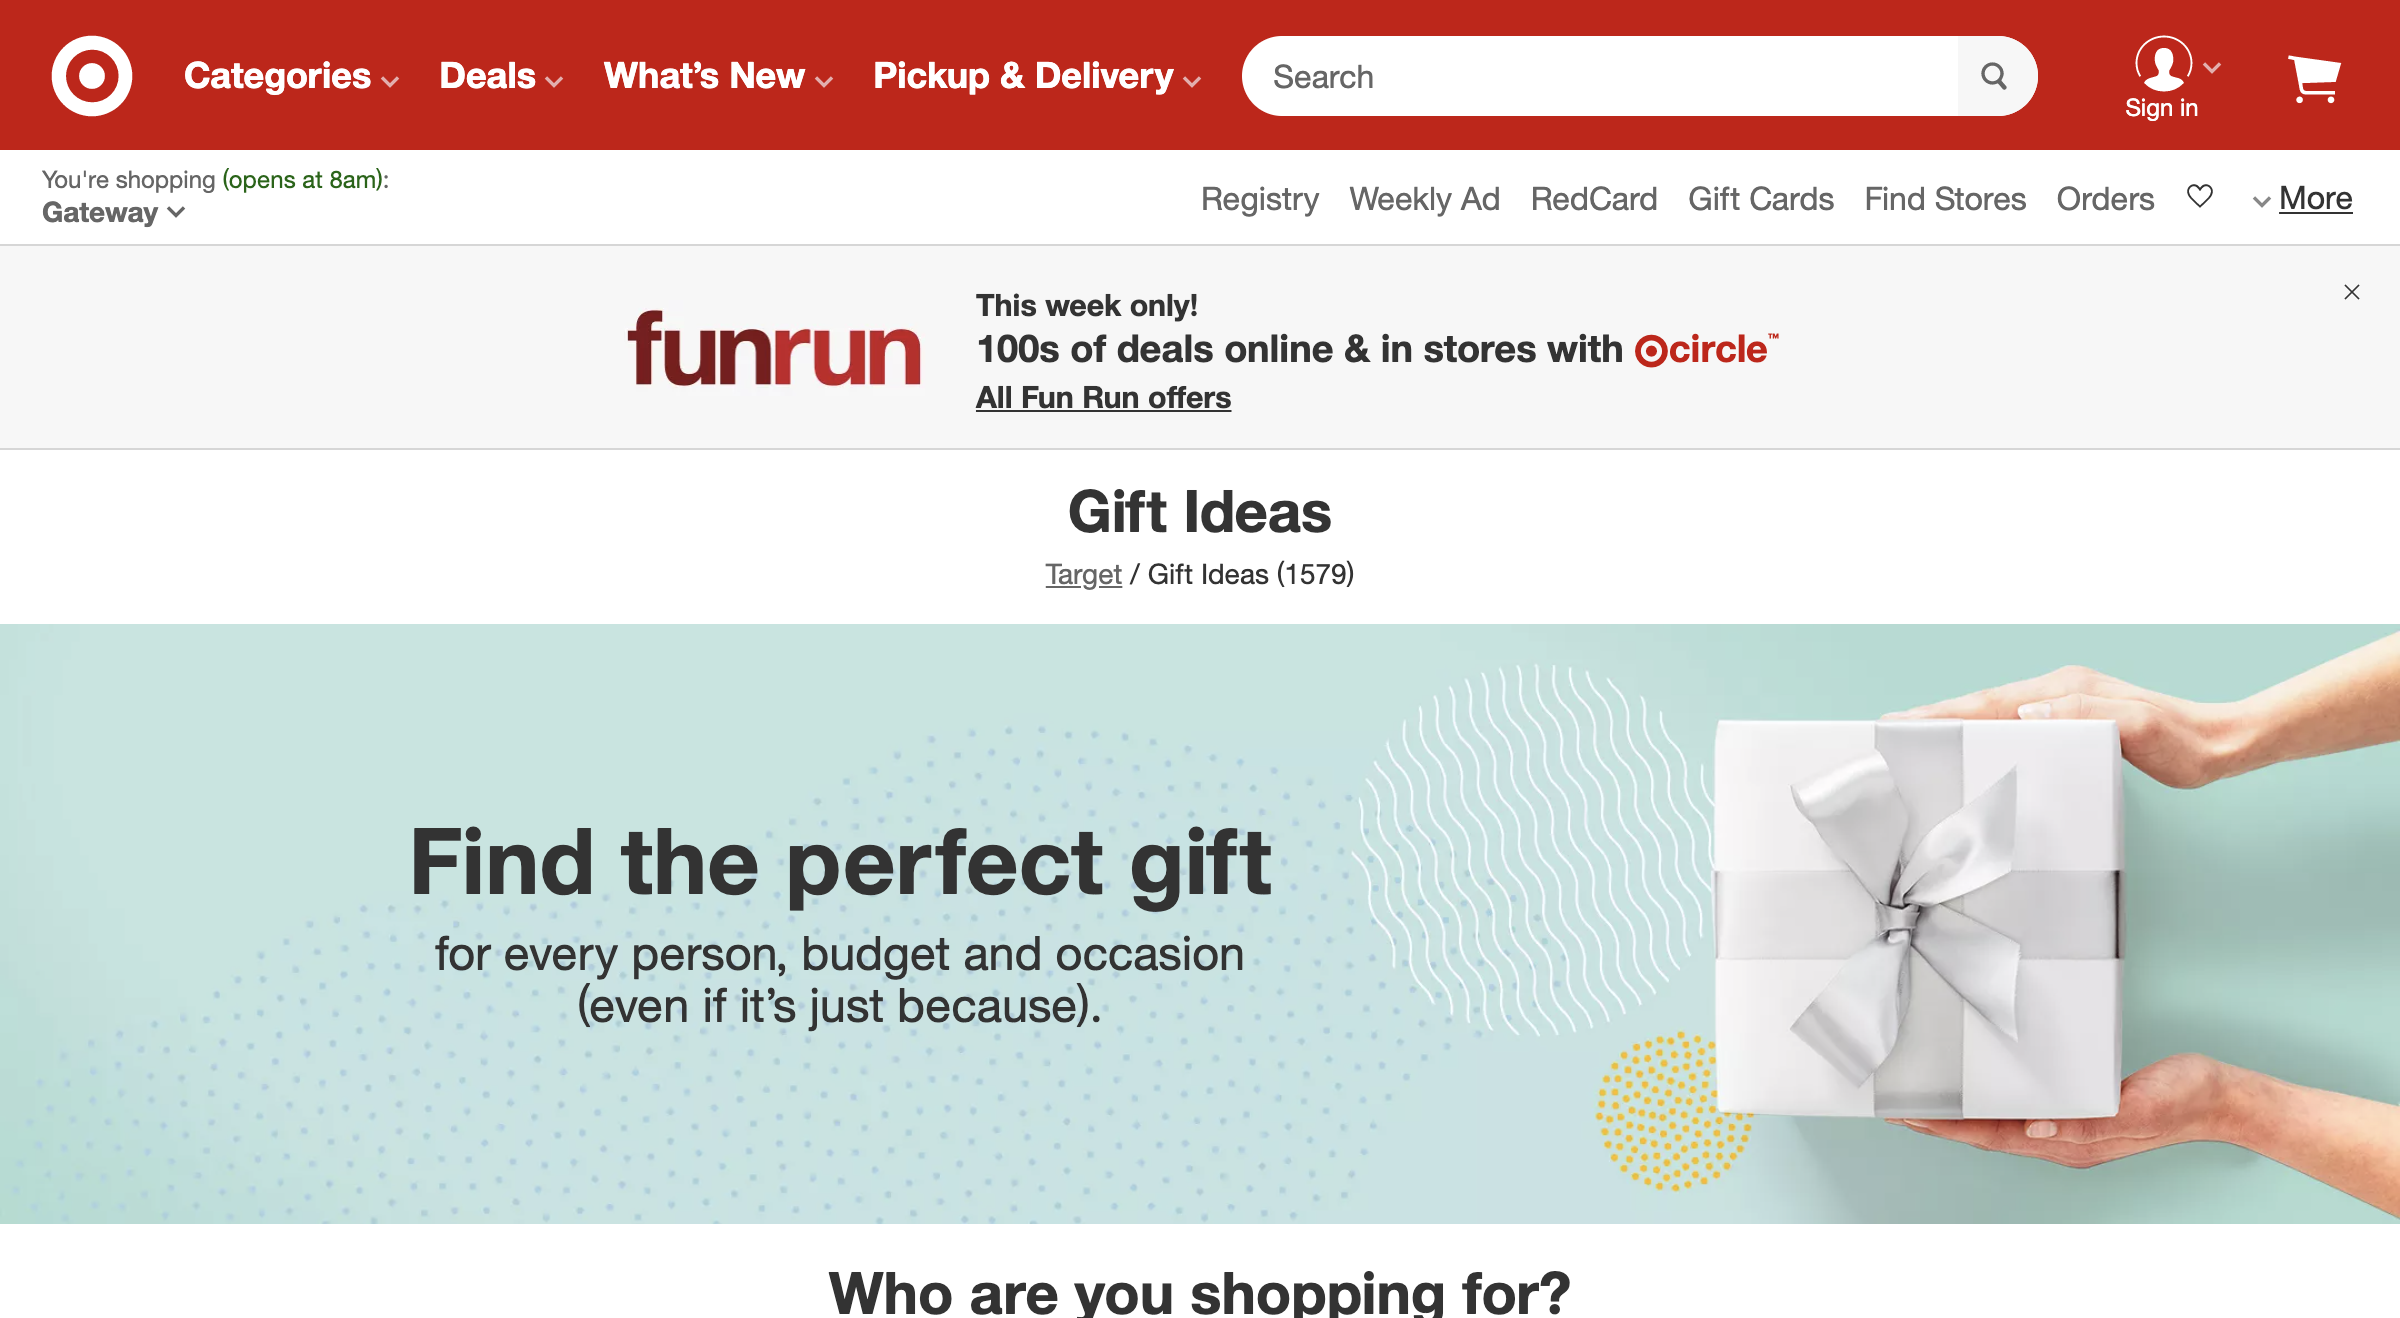 Categories Deals What's New Pickup & Delivery Search Sign in
You're shopping (opens at 8am):
Gateway
Registry Weekly Ad RedCard Gift Cards Find Stores Orders More
funrun
This week only!
100s of deals online & in stores with circle™
All Fun Run offers
Gift Ideas
Target / Gift Ideas (1579)
Find the perfect gift
for every person, budget and occasion
(even if it's just because).
Who are you shopping for?